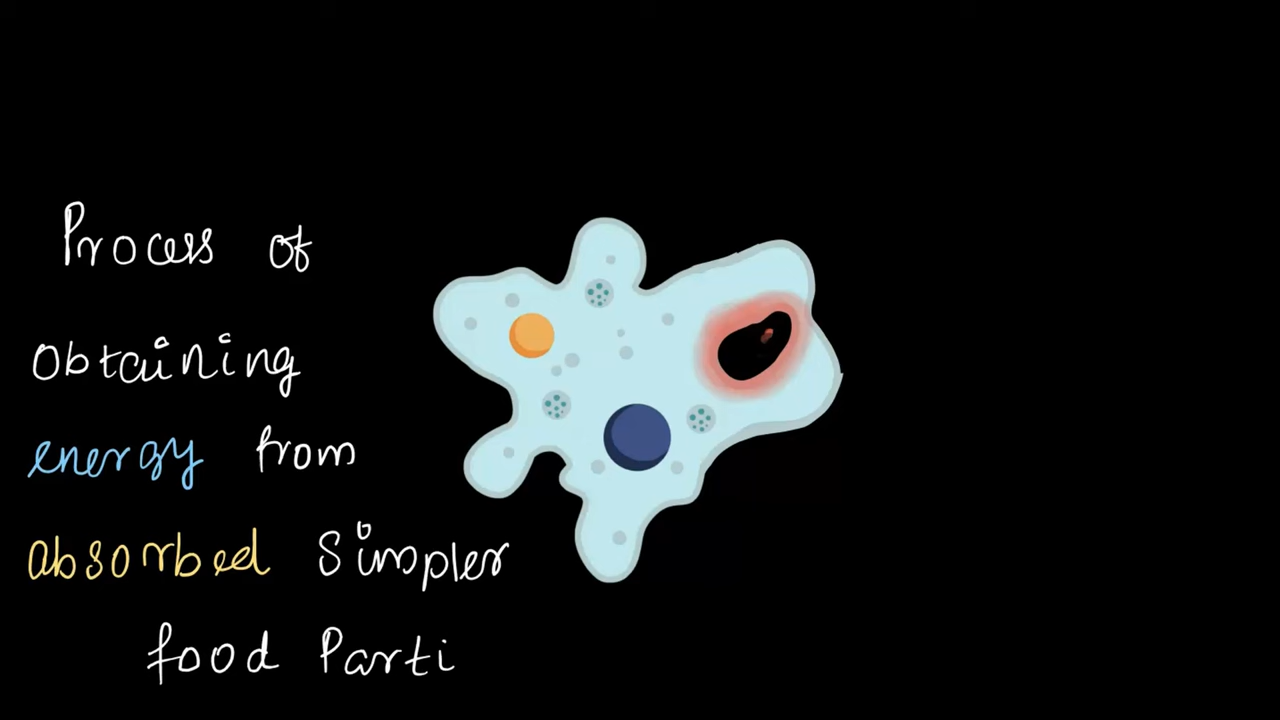 Process of
obtaining
energy from
absorbed simpler
food Parti